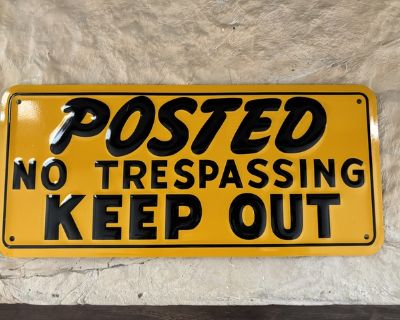 POSTED
NO TRESPASSING
KEEP OUT